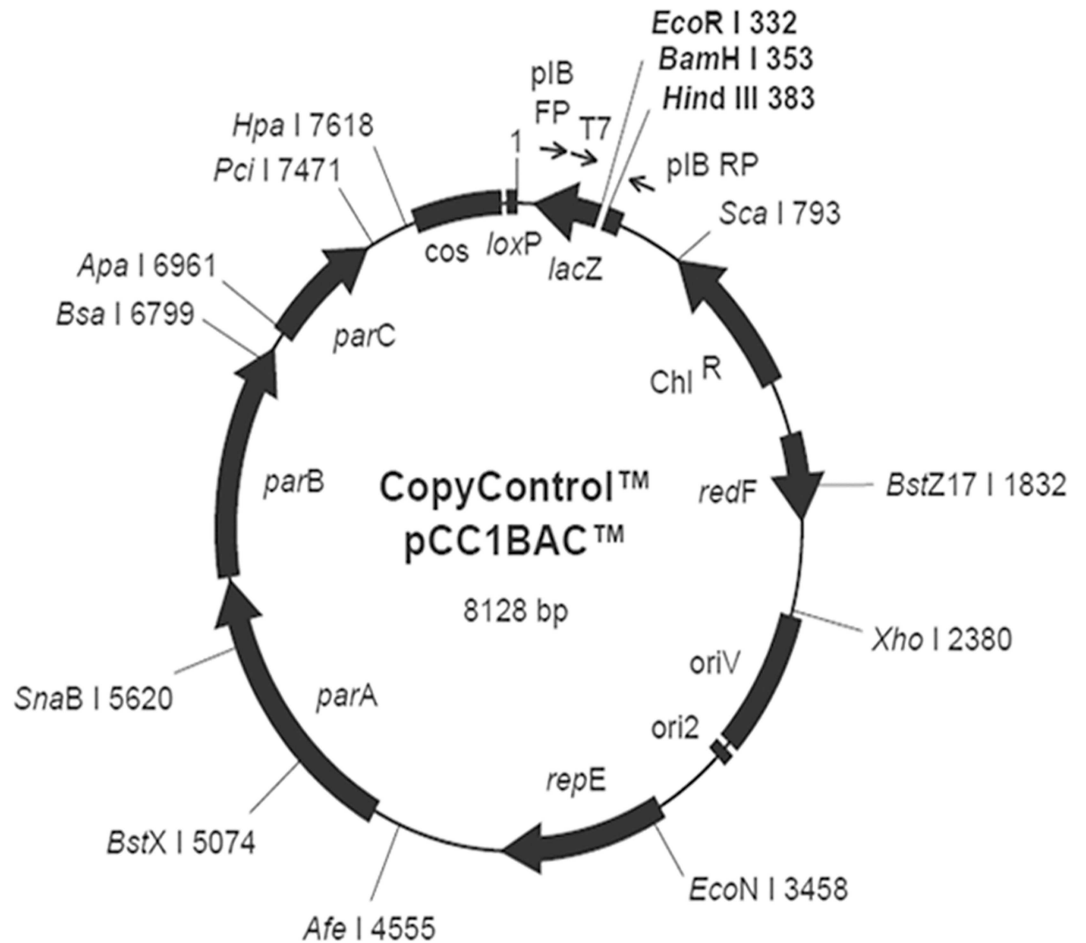 EcoR I 332
BamH I 353
Hind III 383
pIB
FP
T7
pIB RP
1
Hpa I 7618
Pci I 7471
Sca I 793
cos
loxP
lacZ
Apa I 6961
Bsa I 6799
parC
Chl R
parB
CopyControl™
pCC1BAC™
8128 bp
redF
BstZ17 I 1832
Xho I 2380
oriV
ori2
SnaB I 5620
parA
repE
BstX I 5074
EcoN I 3458
Afe I 4555